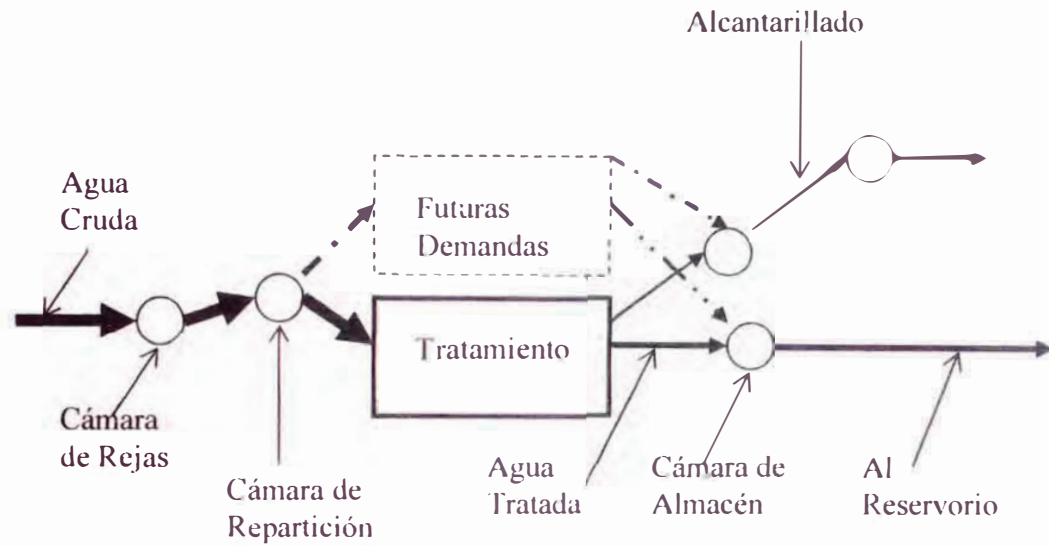 Alcantarillado
Agua
Cruda
Futuras
Demandas
Tratamiento
Cámara
de Rejas
Cámara de
Repartición
Agua
Tratada
Cámara de
Almacén
Al
Reservorio